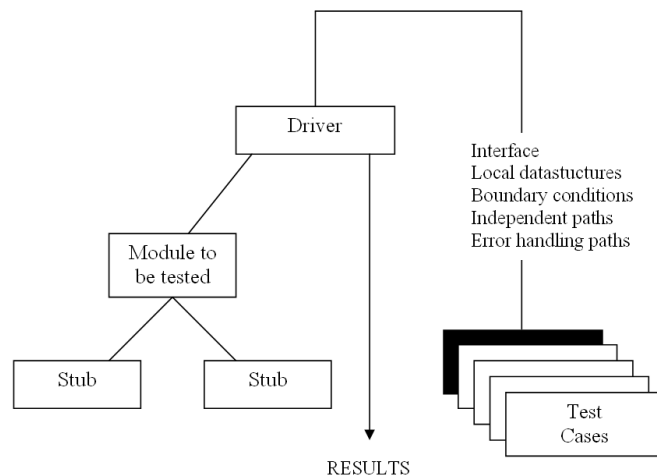 Driver
Interface
Local datastuctures
Boundary conditions
Independent paths
Error handling paths
Module to
be tested
Stub
Stub
Test
Cases
RESULTS